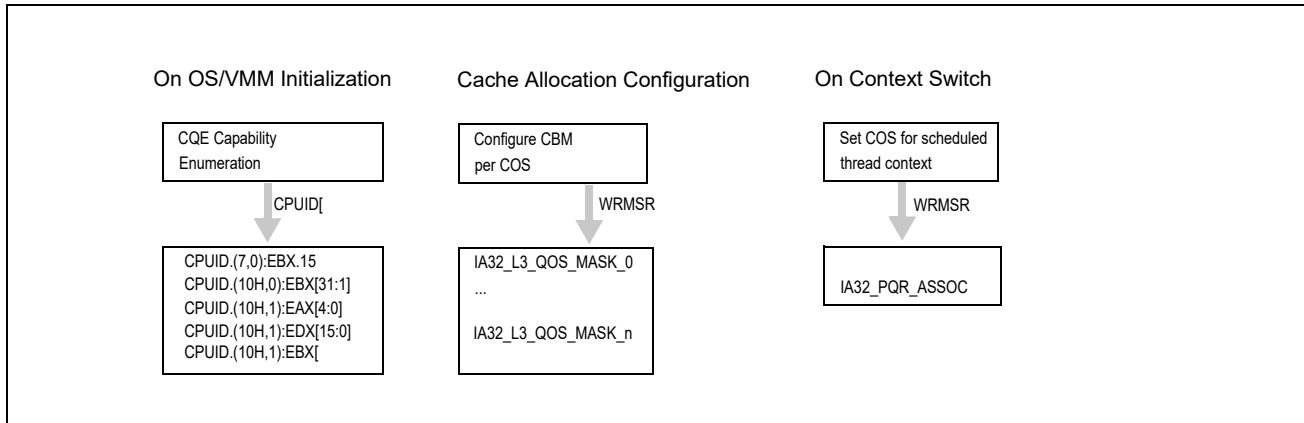 On OS/VMM Initialization
CQE Capability
Enumeration
CPUID[
CPUID.(7,0):EBX.15
CPUID.(10H,0):EBX[31:1]
CPUID.(10H,1):EAX[4:0]
CPUID.(10H,1):EDX[15:0]
CPUID.(10H,1):EBX[
Cache Allocation Configuration
Configure CBM
per COS
WRMSR
IA32_L3_QOS_MASK_0
...
IA32_L3_QOS_MASK_n
On Context Switch
Set COS for scheduled
thread context
WRMSR
IA32_PQR_ASSOC